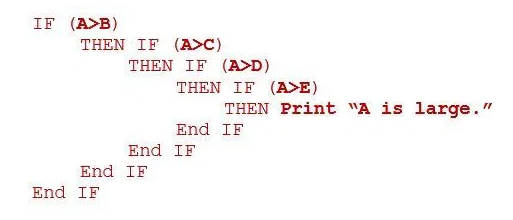 IF (A>B)
THEN IF (A>C)
THEN IF (A>D)
THEN IF (A>E)
THEN Print “A is large.”
End IF
End IF
End IF
End IF